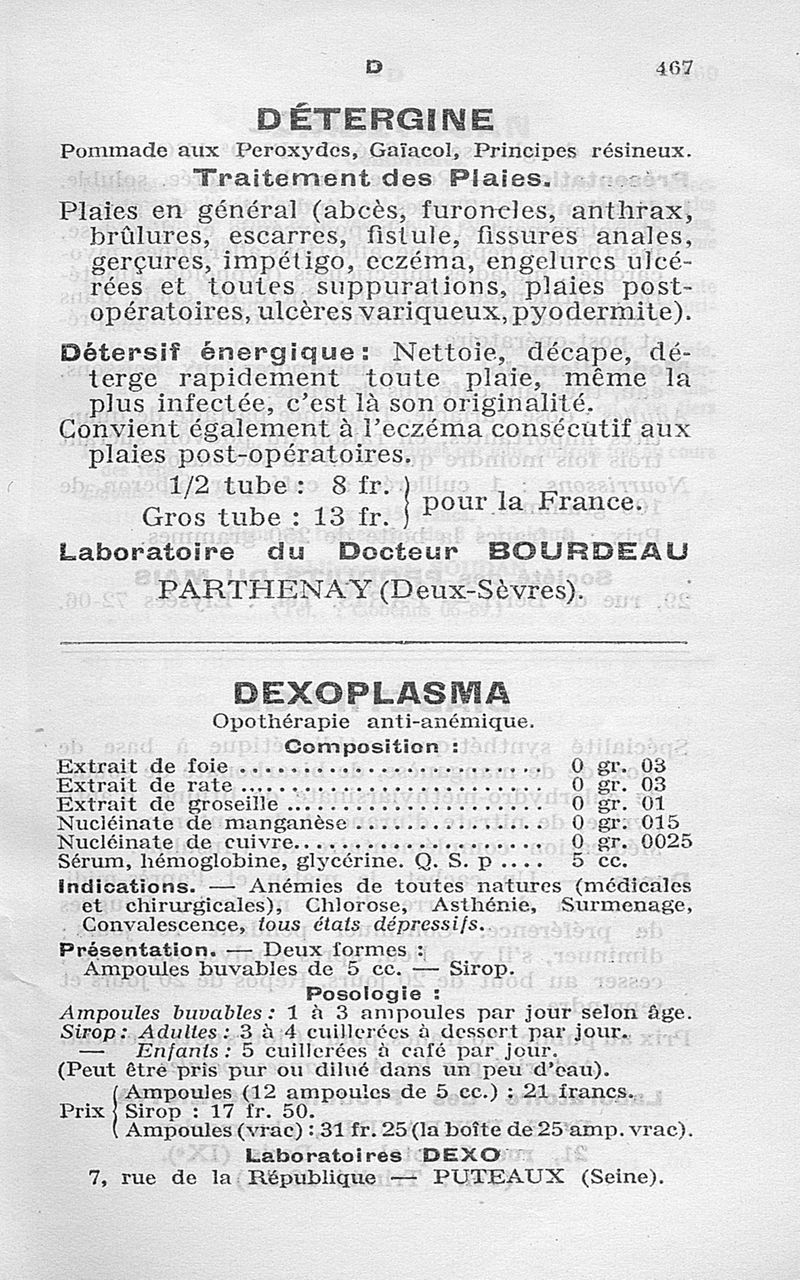 D 467
DÉTERGINE
Pommade aux Peroxydes, Gaïacol, Principes résineux.
Traitement des Plaies.
Plaies en général (abcès, furoncles, anthrax,
brûlures, escarres, fistule, fissures anales,
gerçures, impétigo, eczéma, engelures ulcé-
rées et toutes suppurations, plaies post-
opératoires, ulcères variqueux, pyodermite).
Détersif énergique : Nettoie, décape, dé-
terge rapidement toute plaie, même la
plus infectée, c'est là son originalité.
Convient également à l'eczéma consécutif aux
plaies post-opératoires.
1/2 tube : 8 fr. }
Gros tube : 13 fr. } pour la France.
Laboratoire du Docteur BOURDEAU
PARTHENAY (Deux-Sèvres).
DEXOPLASMA
Opothérapie anti-anémique.
Composition :
Extrait de foie ........................... 0 gr. 03
Extrait de rate ........................... 0 gr. 03
Extrait de groseille ...................... 0 gr. 01
Nucléinate de manganèse ................ 0 gr. 015
Nucléinate de cuivre..................... 0 gr. 0025
Sérum, hémoglobine, glycérine. Q. S. p .... 5 cc.
Indications. — Anémies de toutes natures (médicales
et chirurgicales), Chlorose, Asthénie, Surmenage,
Convalescence, tous états dépressifs.
Présentation. — Deux formes :
Ampoules buvables de 5 cc. — Sirop.
Posologie :
Ampoules buvables : 1 à 3 ampoules par jour selon âge.
Sirop : Adultes : 3 à 4 cuillerées à dessert par jour.
— Enfants : 5 cuillerées à café par jour.
(Peut être pris pur ou dilué dans un peu d'eau).
Ampoules (12 ampoules de 5 cc.) : 21 francs.
Prix { Sirop : 17 fr. 50.
Ampoules (vrac) : 31 fr. 25 (la boîte de 25 amp. vrac).
Laboratoires DEXO
7, rue de la République — PUTEAUX (Seine).